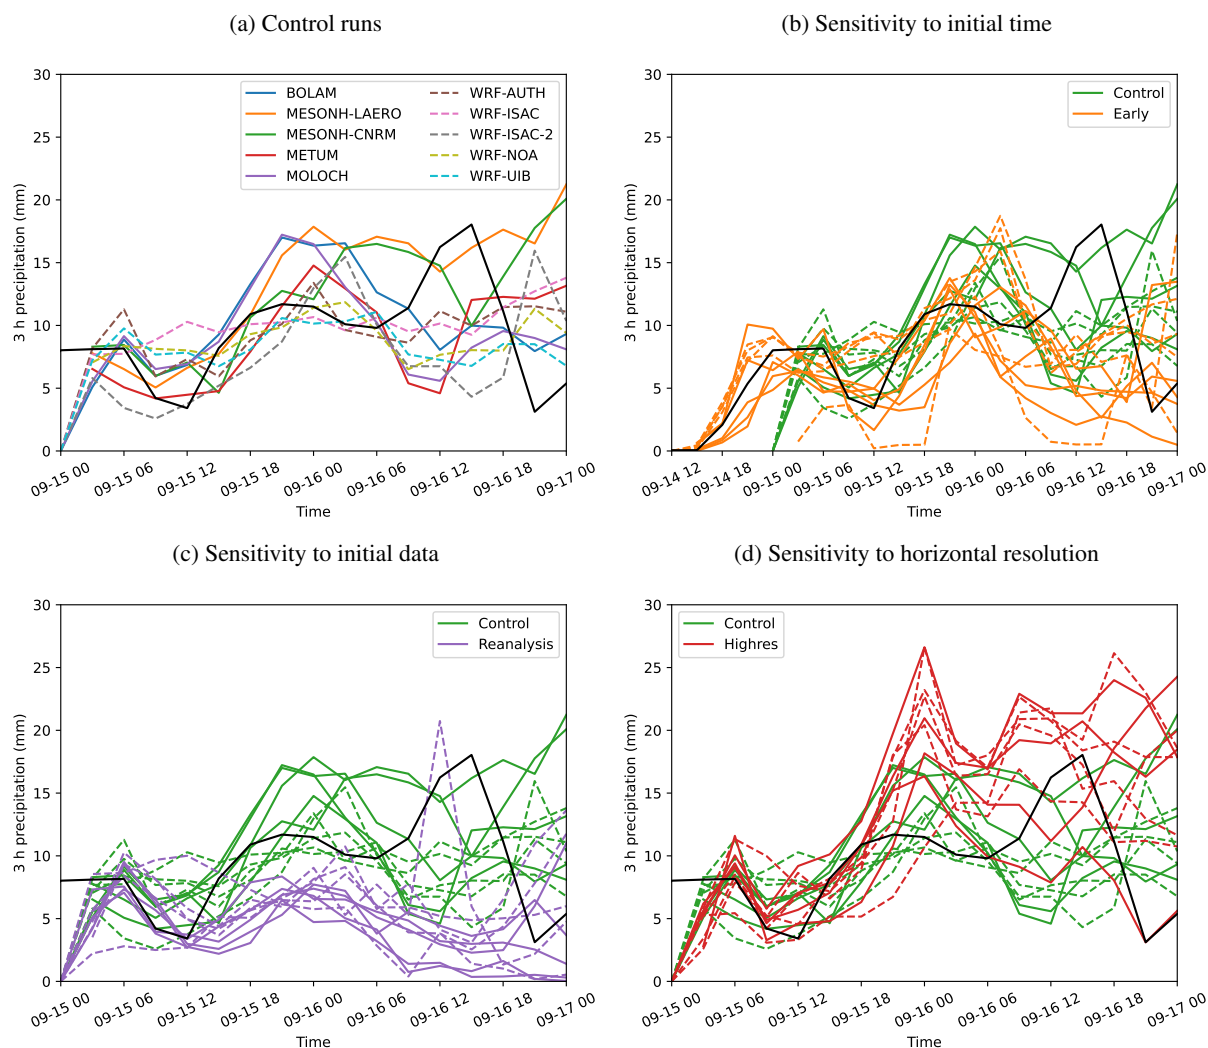 (a) Control runs
30
25
20
15
10
5
0
3 h precipitation (mm)
BOLAM
MESONH-LAERO
MESONH-CNRM
METUM
MOLOCH
WRF-AUTH
WRF-ISAC
WRF-ISAC-2
WRF-NOA
WRF-UIB
09-15 00
09-15 06
09-15 12
09-15 18
09-16 00
09-16 06
09-16 12
09-16 18
09-17 00
Time
(b) Sensitivity to initial time
30
25
20
15
10
5
0
3 h precipitation (mm)
Control
Early
09-14 12
09-14 18
09-15 00
09-15 06
09-15 12
09-15 18
09-16 00
09-16 06
09-16 12
09-16 18
09-17 00
Time
(c) Sensitivity to initial data
30
25
20
15
10
5
0
3 h precipitation (mm)
Control
Reanalysis
09-15 00
09-15 06
09-15 12
09-15 18
09-16 00
09-16 06
09-16 12
09-16 18
09-17 00
Time
(d) Sensitivity to horizontal resolution
30
25
20
15
10
5
0
3 h precipitation (mm)
Control
Highres
09-15 00
09-15 06
09-15 12
09-15 18
09-16 00
09-16 06
09-16 12
09-16 18
09-17 00
Time